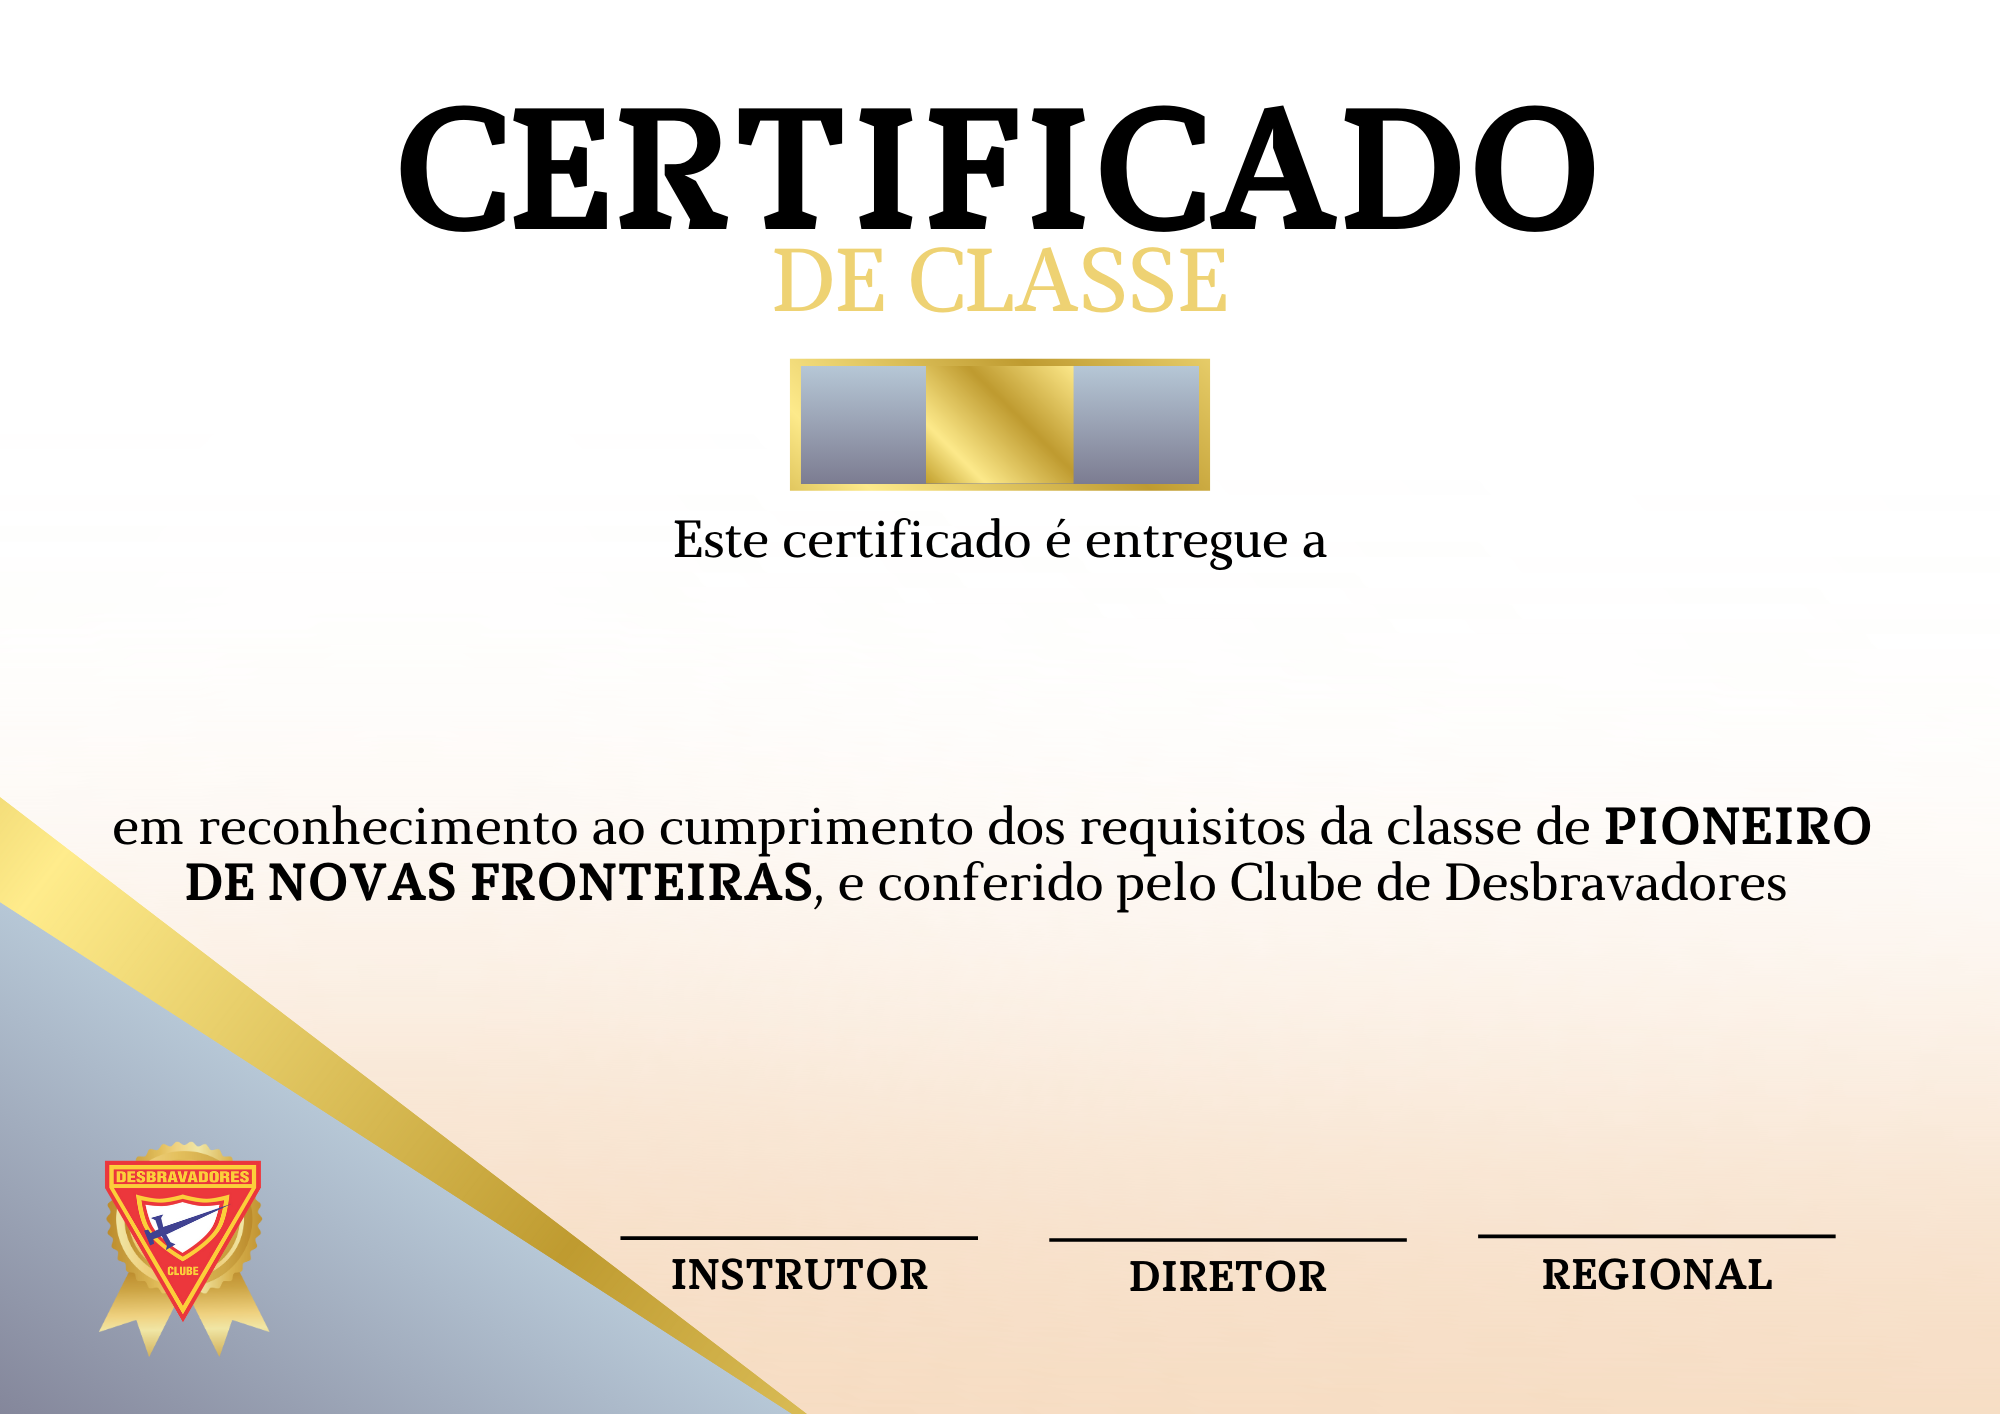 CERTIFICADO
DE CLASSE
Este certificado é entregue a
em reconhecimento ao cumprimento dos requisitos da classe de PIONEIRO
DE NOVAS FRONTEIRAS, e conferido pelo Clube de Desbravadores
DESBRAVADORES
CLUBE
INSTRUTOR
DIRETOR
REGIONAL